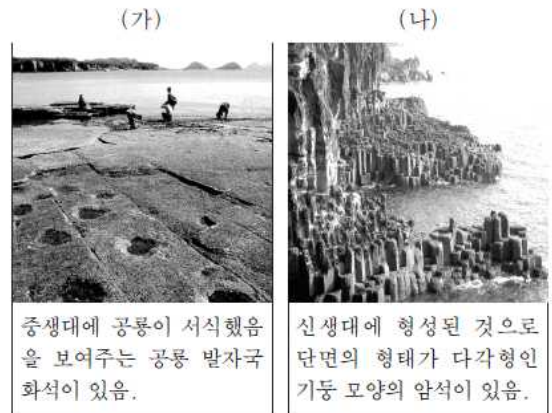 (가)
(나)
중생대에 공룡이 서식했음
을 보여주는 공룡 발자국
화석이 있음.
신생대에 형성된 것으로
단면의 형태가 다각형인
기둥 모양의 암석이 있음.